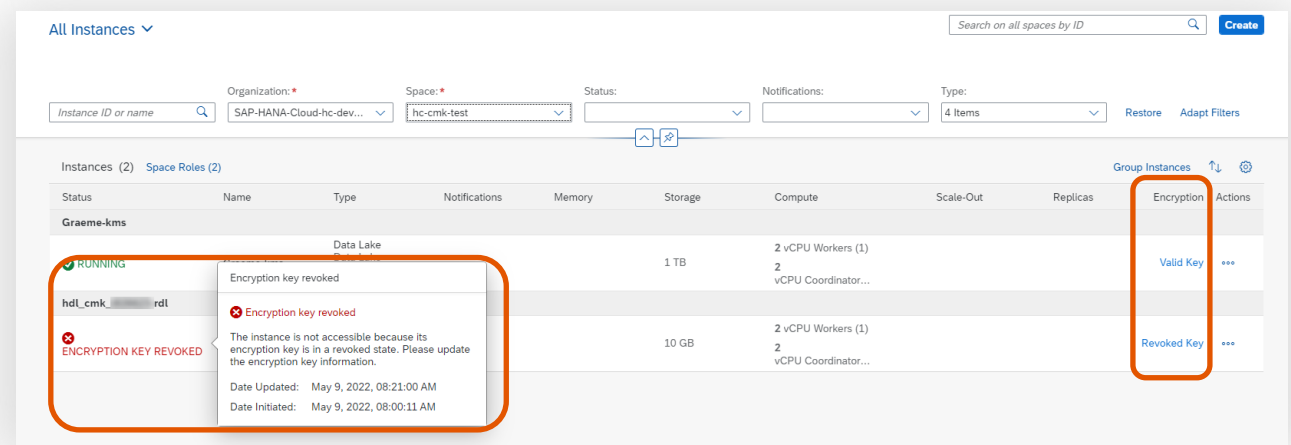 All Instances
Search on all spaces by ID
Create
Organization:*
Space:*
Status:
Notifications:
Type:
Instance ID or name
SAP-HANA-Cloud-hc-dev...
hc-cmk-test
4 Items
Restore
Adapt Filters
Instances (2)
Space Roles (2)
Group Instances
Status
Name
Type
Notifications
Memory
Storage
Compute
Scale-Out
Replicas
Encryption
Actions
Graeme-kms
RUNNING
Data Lake
1 TB
2 vCPU Workers (1)
2
vCPU Coordinator...
Valid Key
hdl_cmk_
rdl
ENCRYPTION KEY REVOKED
10 GB
2 vCPU Workers (1)
2
vCPU Coordinator...
Revoked Key
Encryption key revoked
Encryption key revoked
The instance is not accessible because its
encryption key is in a revoked state. Please update
the encryption key information.
Date Updated: May 9, 2022, 08:21:00 AM
Date Initiated: May 9, 2022, 08:00:11 AM